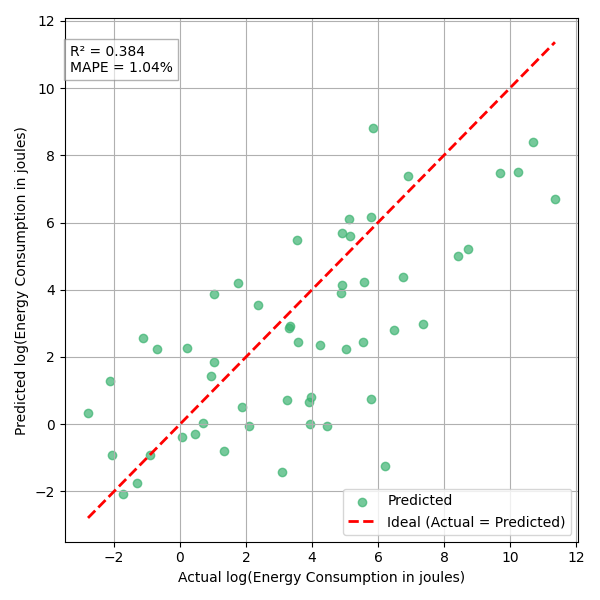 12
10
8
6
4
2
0
−2
R² = 0.384
MAPE = 1.04%
Predicted log(Energy Consumption in joules)
Predicted
Ideal (Actual = Predicted)
−2 0 2 4 6 8 10 12
Actual log(Energy Consumption in joules)